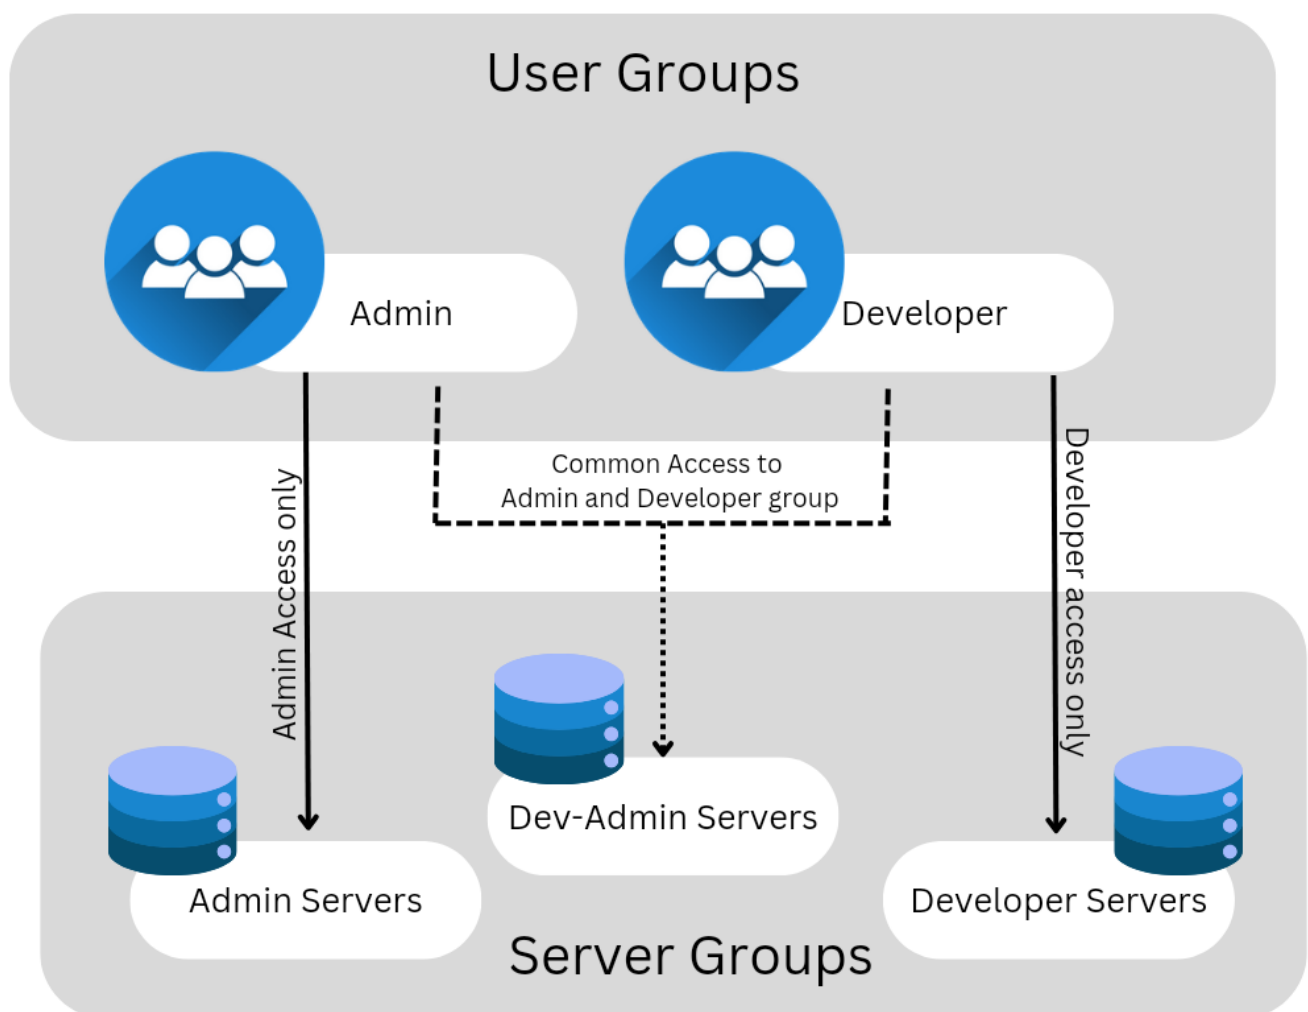 User Groups
Admin
Developer
Common Access to
Admin and Developer group
Admin Access only
Developer access only
Dev-Admin Servers
Admin Servers
Developer Servers
Server Groups